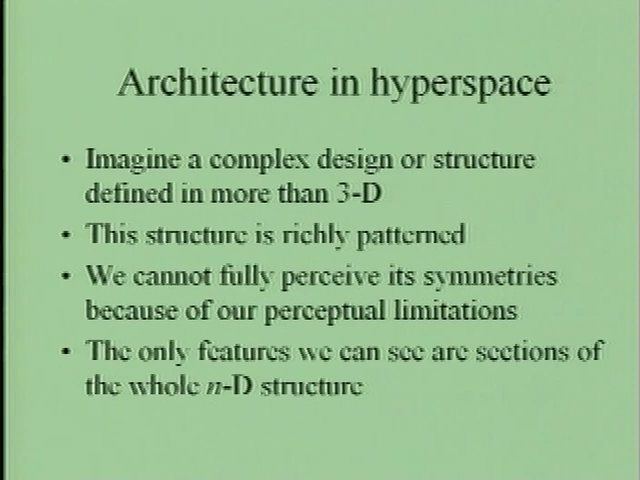 Architecture in hyperspace
• Imagine a complex design or structure
defined in more than 3-D
• This structure is richly patterned
• We cannot fully perceive its symmetries
because of our perceptual limitations
• The only features we can see are sections of
the whole n-D structure